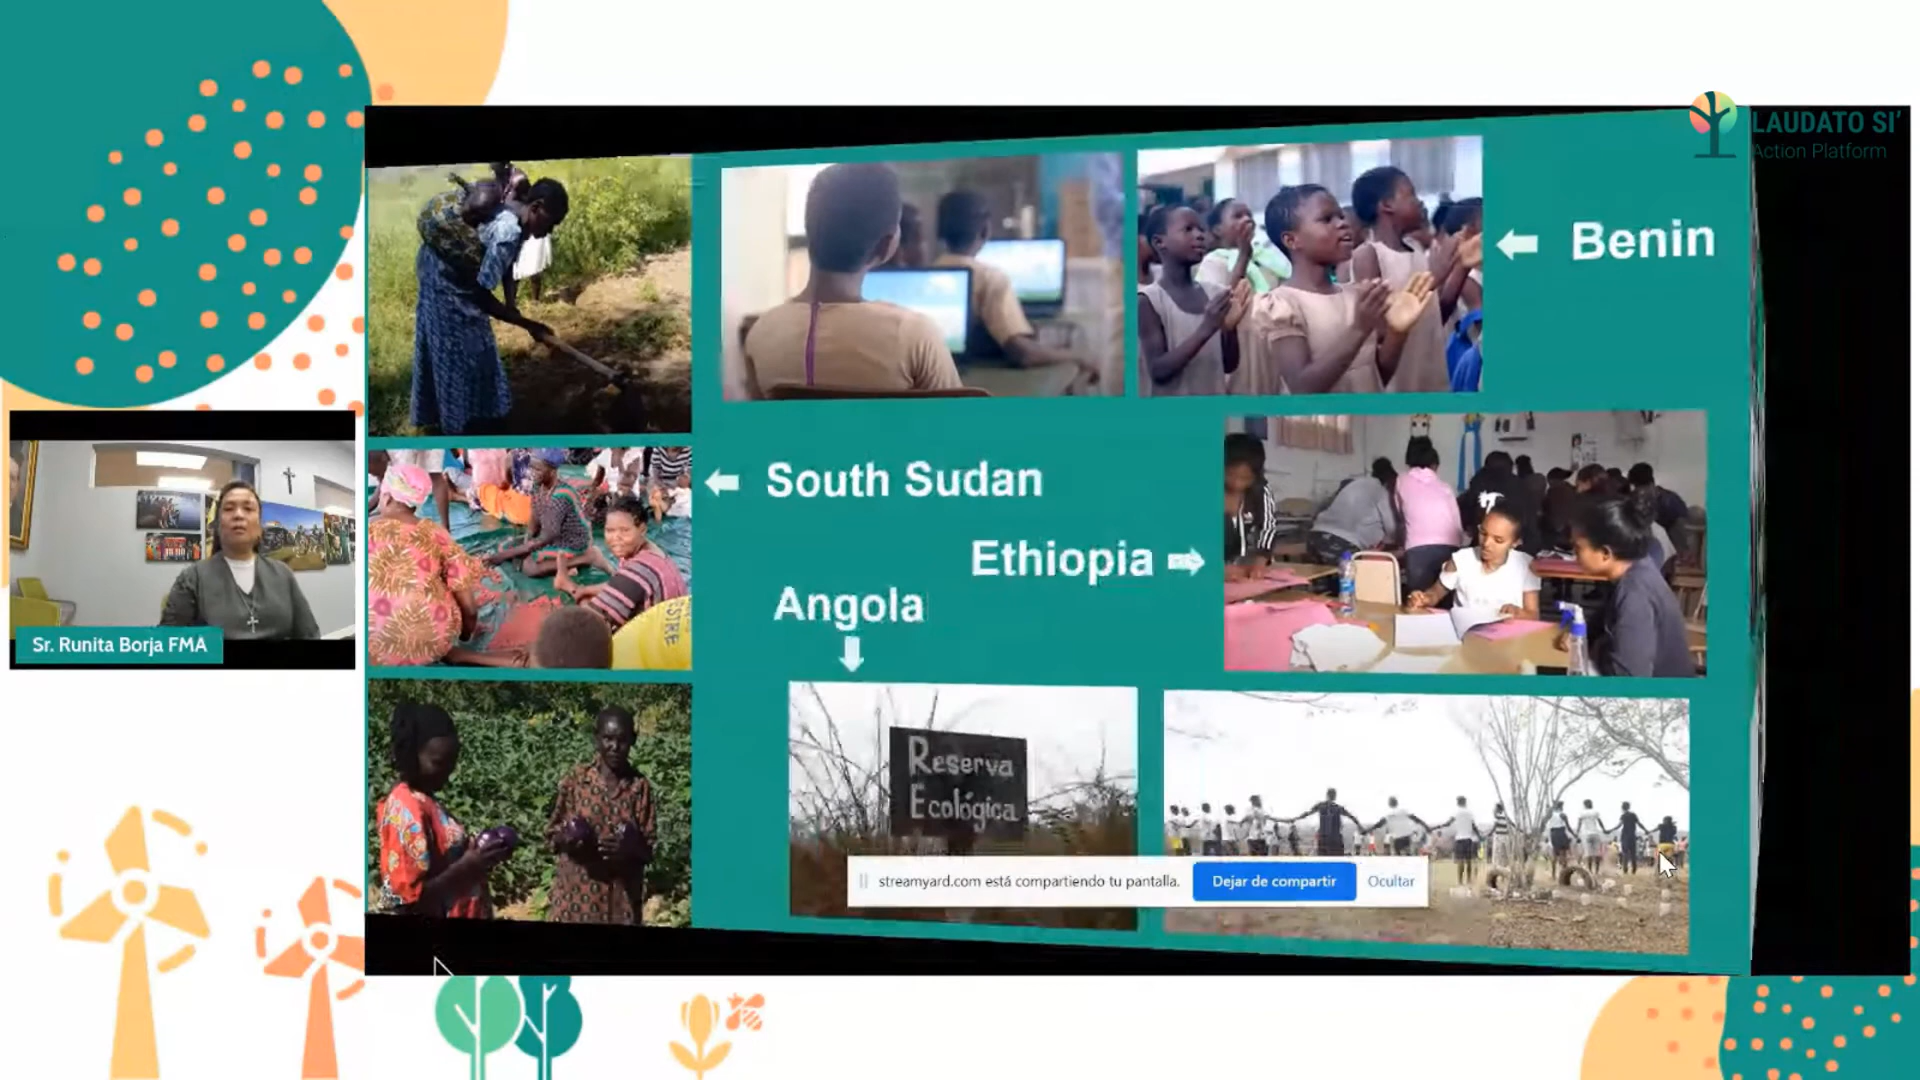 LAUDATO SI’
Action Platform
Benin
South Sudan
Ethiopia
Angola
ESTRE
Reserva
Ecológica
Sr. Runita Borja FMA
streamyard.com está compartiendo tu pantalla.
Dejar de compartir
Ocultar